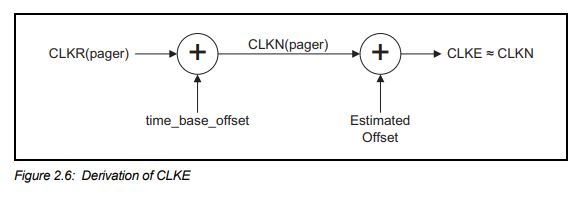 CLKR(pager)
+
CLKN(pager)
+
CLKE ≈ CLKN
time_base_offset
Estimated
Offset
Figure 2.6: Derivation of CLKE